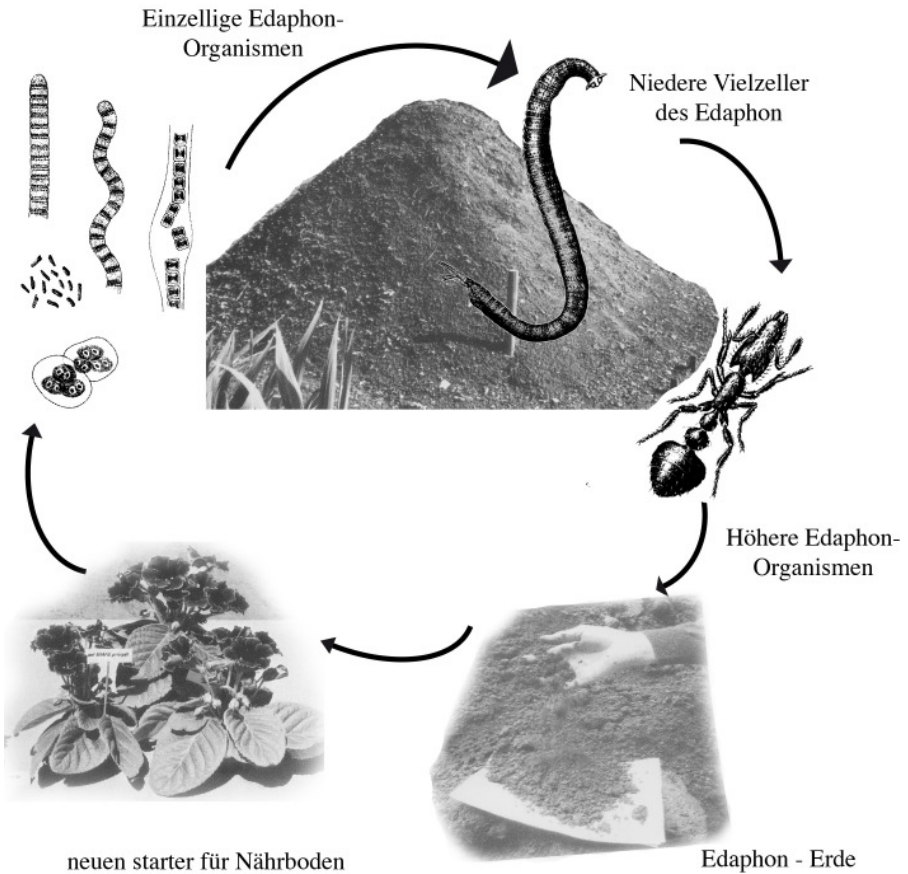 Einzellige Edaphon-
Organismen
Niedere Vielzeller
des Edaphon
Höhere Edaphon-
Organismen
Edaphon - Erde
neuen starter für Nährboden